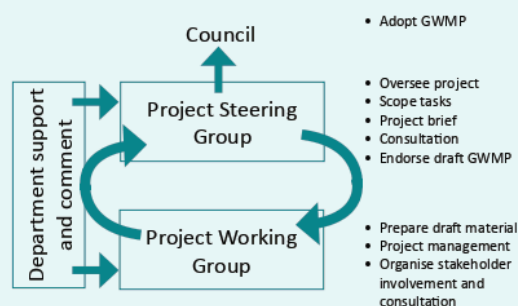 Council
• Adopt GWMP
Department support
and comment
Project Steering
Group
• Oversee project
• Scope tasks
• Project brief
• Consultation
• Endorse draft GWMP
Project Working
Group
• Prepare draft material
• Project management
• Organise stakeholder
involvement and
consultation